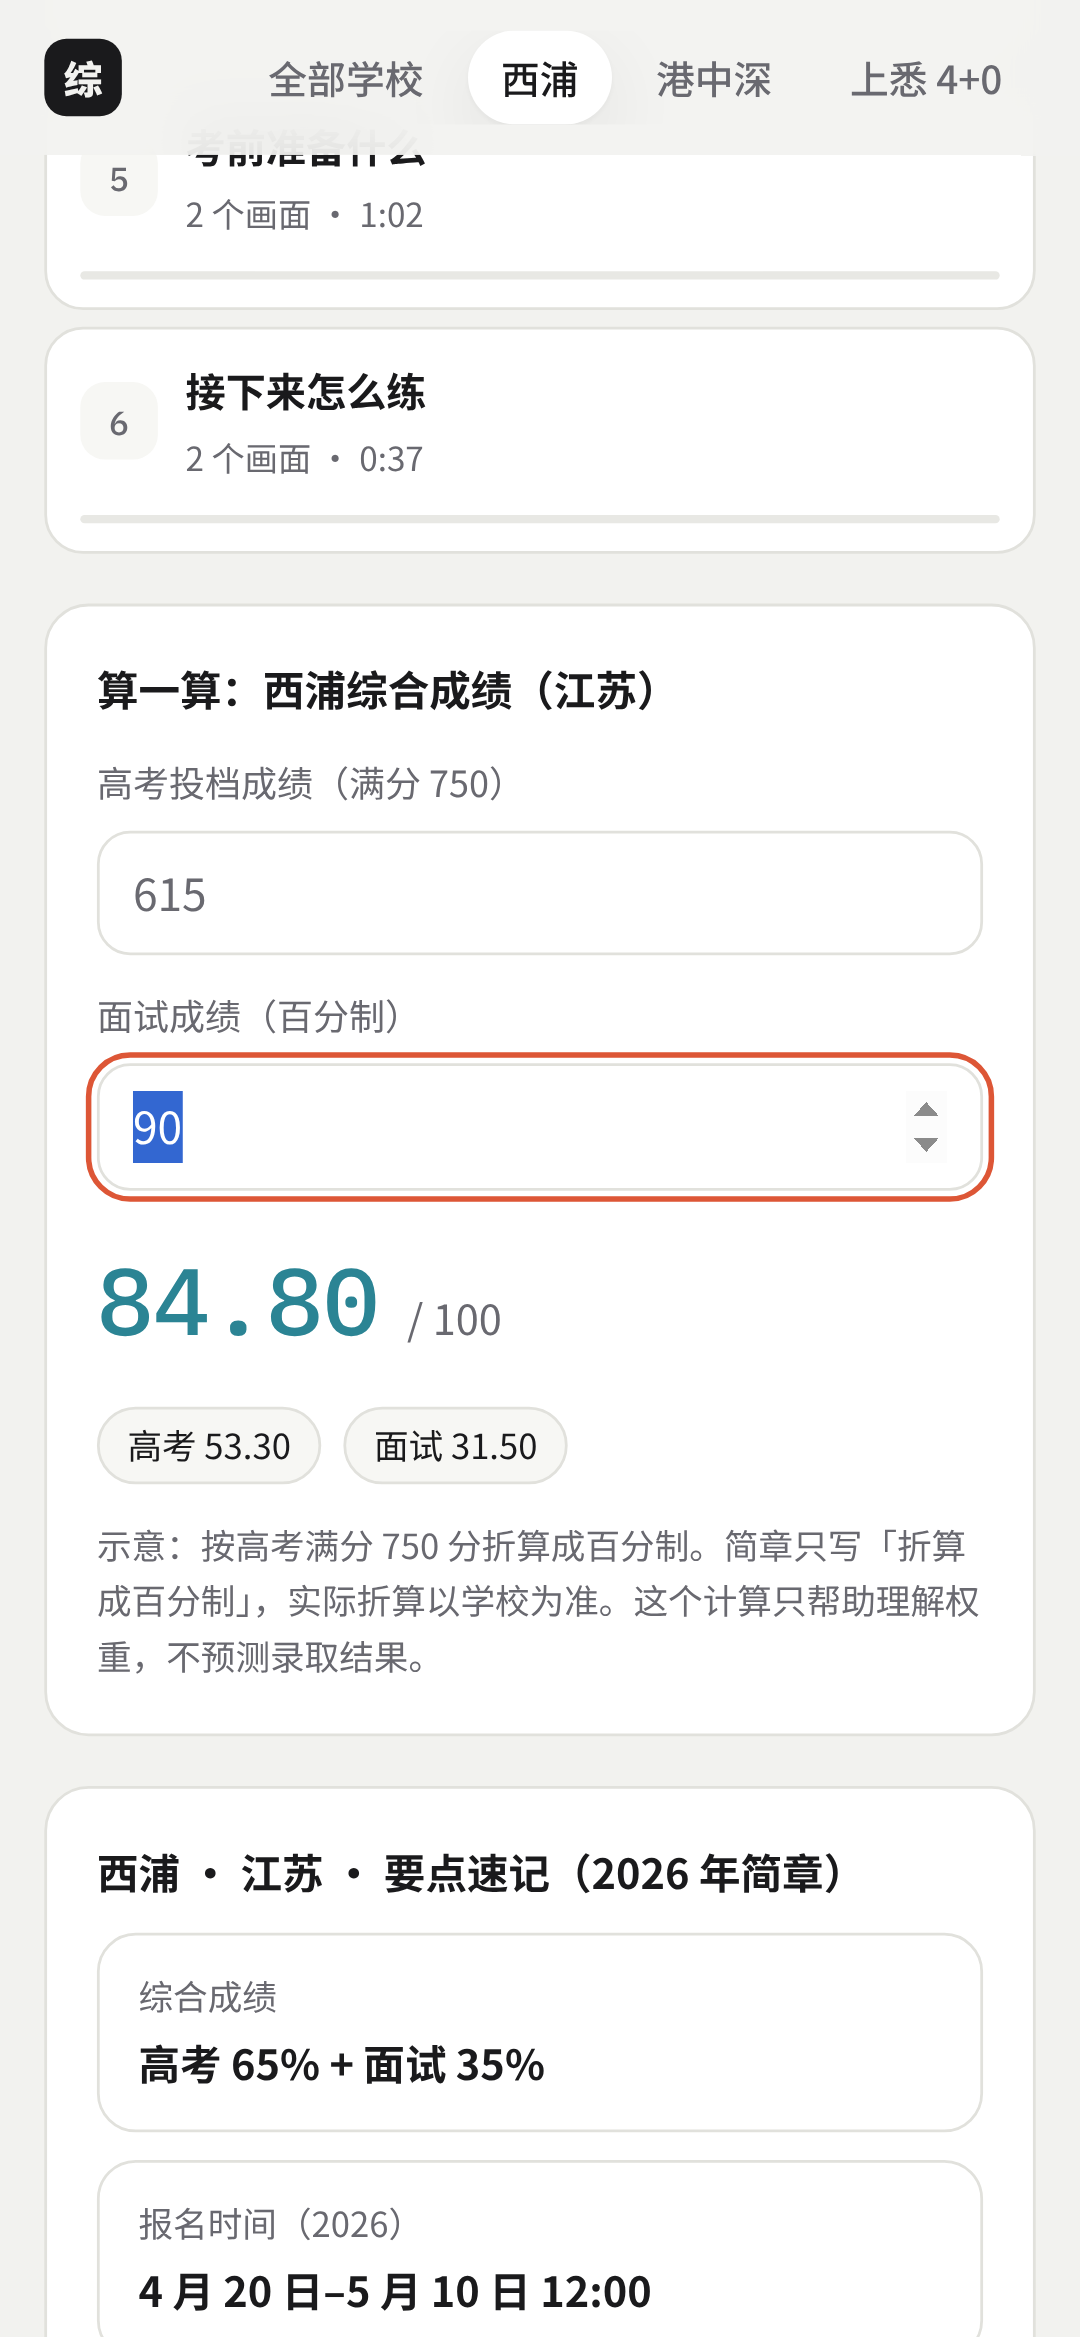 综 全部学校 西浦 港中深 上悉 4+0
考前准备什么
5
2 个画面 · 1:02
接下来怎么练
6
2 个画面 · 0:37
算一算：西浦综合成绩（江苏）
高考投档成绩（满分 750）
615
面试成绩（百分制）
90
84.80 / 100
高考 53.30 面试 31.50
示意：按高考满分 750 分折算成百分制。简章只写「折算
成百分制」，实际折算以学校为准。这个计算只帮助理解权
重，不预测录取结果。
西浦 · 江苏 · 要点速记（2026 年简章）
综合成绩
高考 65% + 面试 35%
报名时间（2026）
4 月 20 日–5 月 10 日 12:00